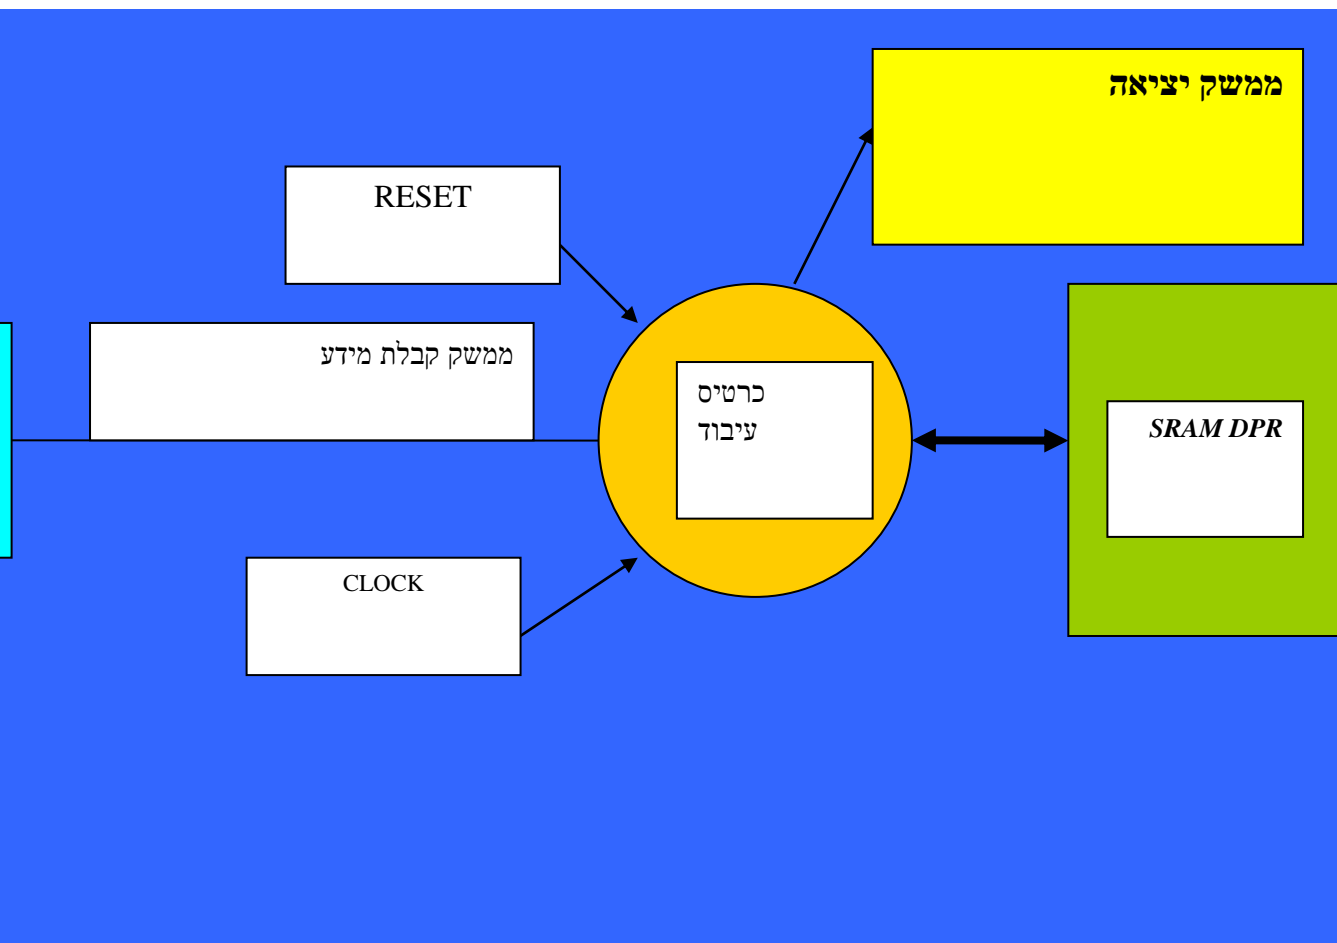 ממשק יציאה
RESET
ממשק קבלת מידע
כרטיס
עיבוד
SRAM DPR
CLOCK